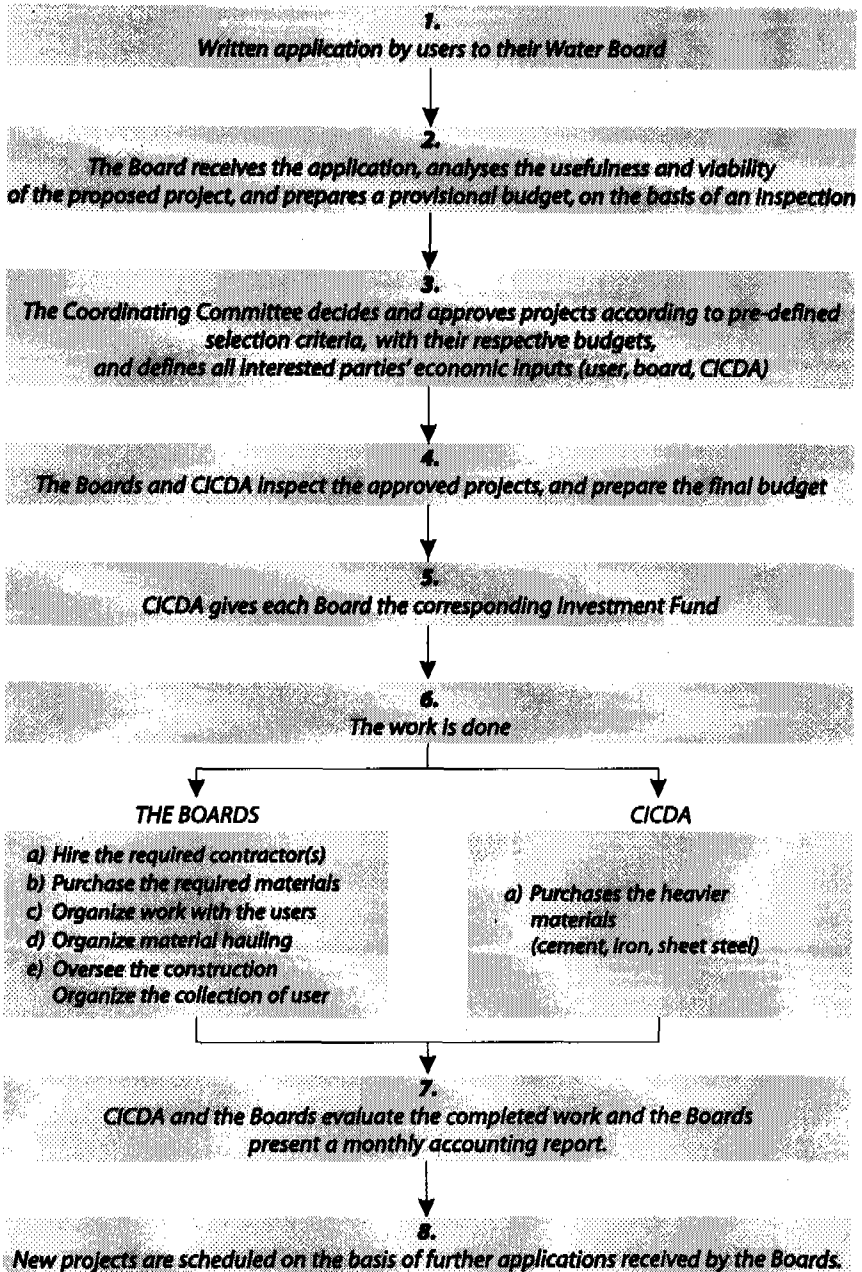 1.
Written application by users to their Water Board
2.
The Board receives the application, analyses the usefulness and viability
of the proposed project, and prepares a provisional budget, on the basis of an inspection
3.
The Coordinating Committee decides and approves projects according to pre-defined
selection criteria, with their respective budgets,
and defines all interested parties' economic inputs (user, board, CICDA)
4.
The Boards and CICDA inspect the approved projects, and prepare the final budget
5.
CICDA gives each Board the corresponding Investment Fund
6.
The work is done
THE BOARDS
a) Hire the required contractor(s)
b) Purchase the required materials
c) Organize work with the users
d) Organize material hauling
e) Oversee the construction
Organize the collection of user
CICDA
a) Purchases the heavier
materials
(cement, iron, sheet steel)
7.
CICDA and the Boards evaluate the completed work and the Boards
present a monthly accounting report.
8.
New projects are scheduled on the basis of further applications received by the Boards.